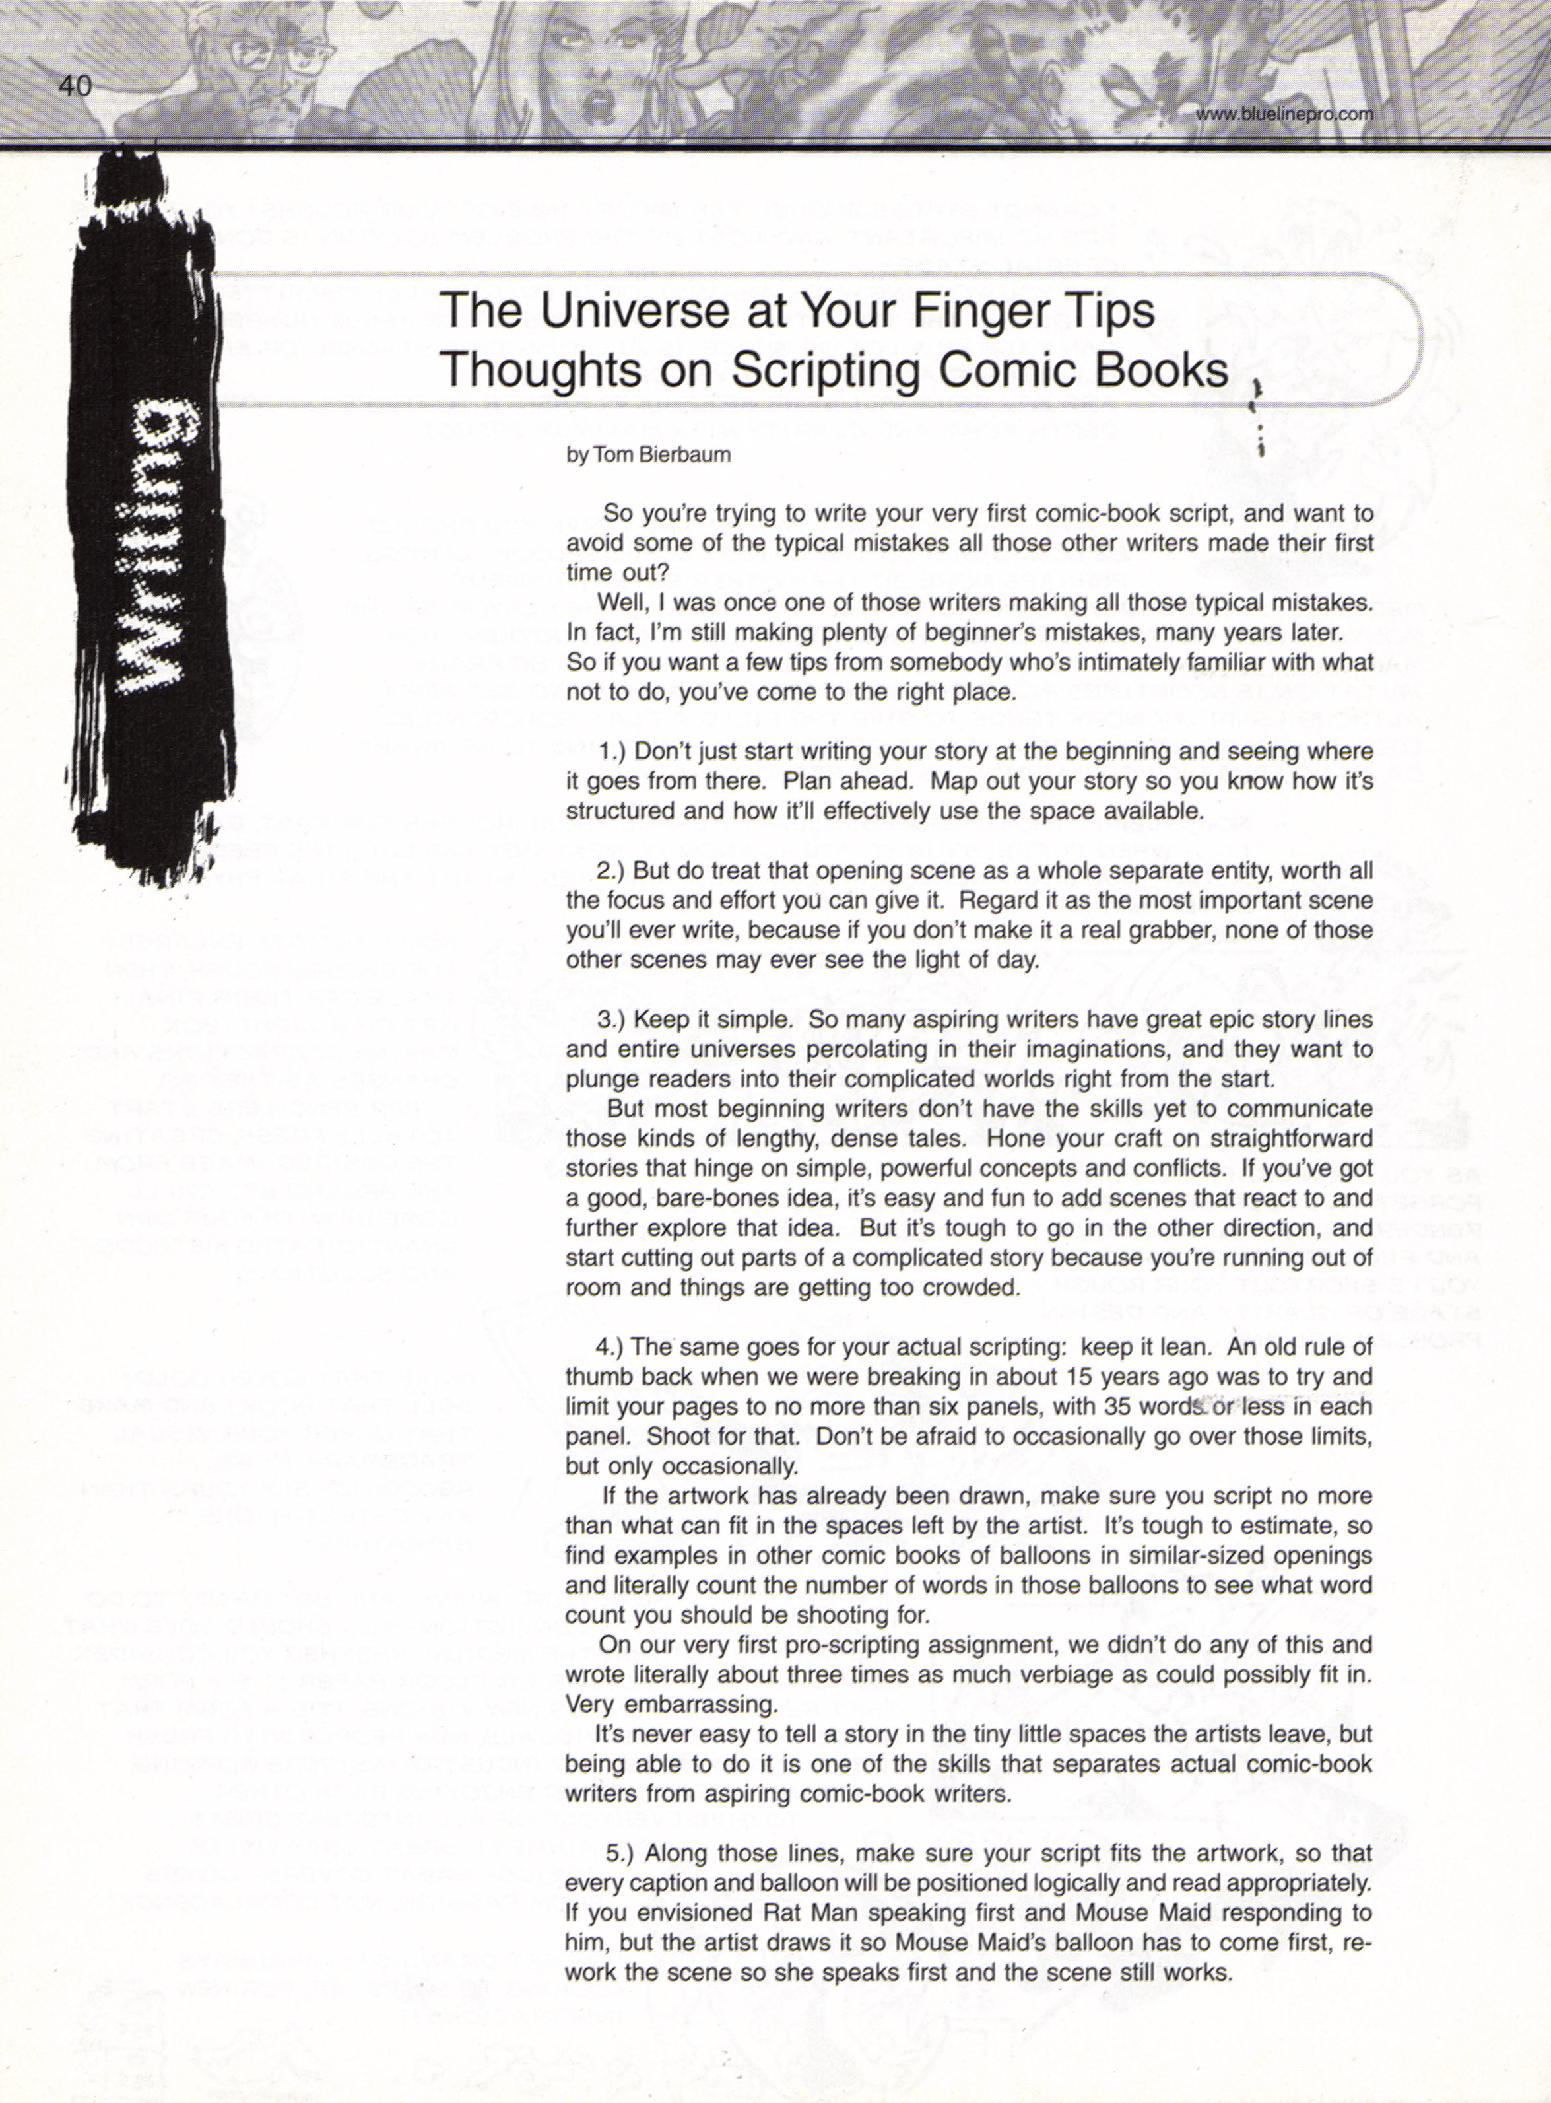 40
www.bluelinepro.com
Writing
The Universe at Your Finger Tips
Thoughts on Scripting Comic Books
by Tom Bierbaum
So you're trying to write your very first comic-book script, and want to
avoid some of the typical mistakes all those other writers made their first
time out?
Well, I was once one of those writers making all those typical mistakes.
In fact, I'm still making plenty of beginner's mistakes, many years later.
So if you want a few tips from somebody who's intimately familiar with what
not to do, you've come to the right place.
1.) Don't just start writing your story at the beginning and seeing where
it goes from there. Plan ahead. Map out your story so you know how it's
structured and how it'll effectively use the space available.
2.) But do treat that opening scene as a whole separate entity, worth all
the focus and effort you can give it. Regard it as the most important scene
you'll ever write, because if you don't make it a real grabber, none of those
other scenes may ever see the light of day.
3.) Keep it simple. So many aspiring writers have great epic story lines
and entire universes percolating in their imaginations, and they want to
plunge readers into their complicated worlds right from the start.
But most beginning writers don't have the skills yet to communicate
those kinds of lengthy, dense tales. Hone your craft on straightforward
stories that hinge on simple, powerful concepts and conflicts. If you've got
a good, bare-bones idea, it's easy and fun to add scenes that react to and
further explore that idea. But it's tough to go in the other direction, and
start cutting out parts of a complicated story because you're running out of
room and things are getting too crowded.
4.) The same goes for your actual scripting: keep it lean. An old rule of
thumb back when we were breaking in about 15 years ago was to try and
limit your pages to no more than six panels, with 35 words or less in each
panel. Shoot for that. Don't be afraid to occasionally go over those limits,
but only occasionally.
If the artwork has already been drawn, make sure you script no more
than what can fit in the spaces left by the artist. It's tough to estimate, so
find examples in other comic books of balloons in similar-sized openings
and literally count the number of words in those balloons to see what word
count you should be shooting for.
On our very first pro-scripting assignment, we didn't do any of this and
wrote literally about three times as much verbiage as could possibly fit in.
Very embarrassing.
It's never easy to tell a story in the tiny little spaces the artists leave, but
being able to do it is one of the skills that separates actual comic-book
writers from aspiring comic-book writers.
5.) Along those lines, make sure your script fits the artwork, so that
every caption and balloon will be positioned logically and read appropriately.
If you envisioned Rat Man speaking first and Mouse Maid responding to
him, but the artist draws it so Mouse Maid's balloon has to come first, re-
work the scene so she speaks first and the scene still works.